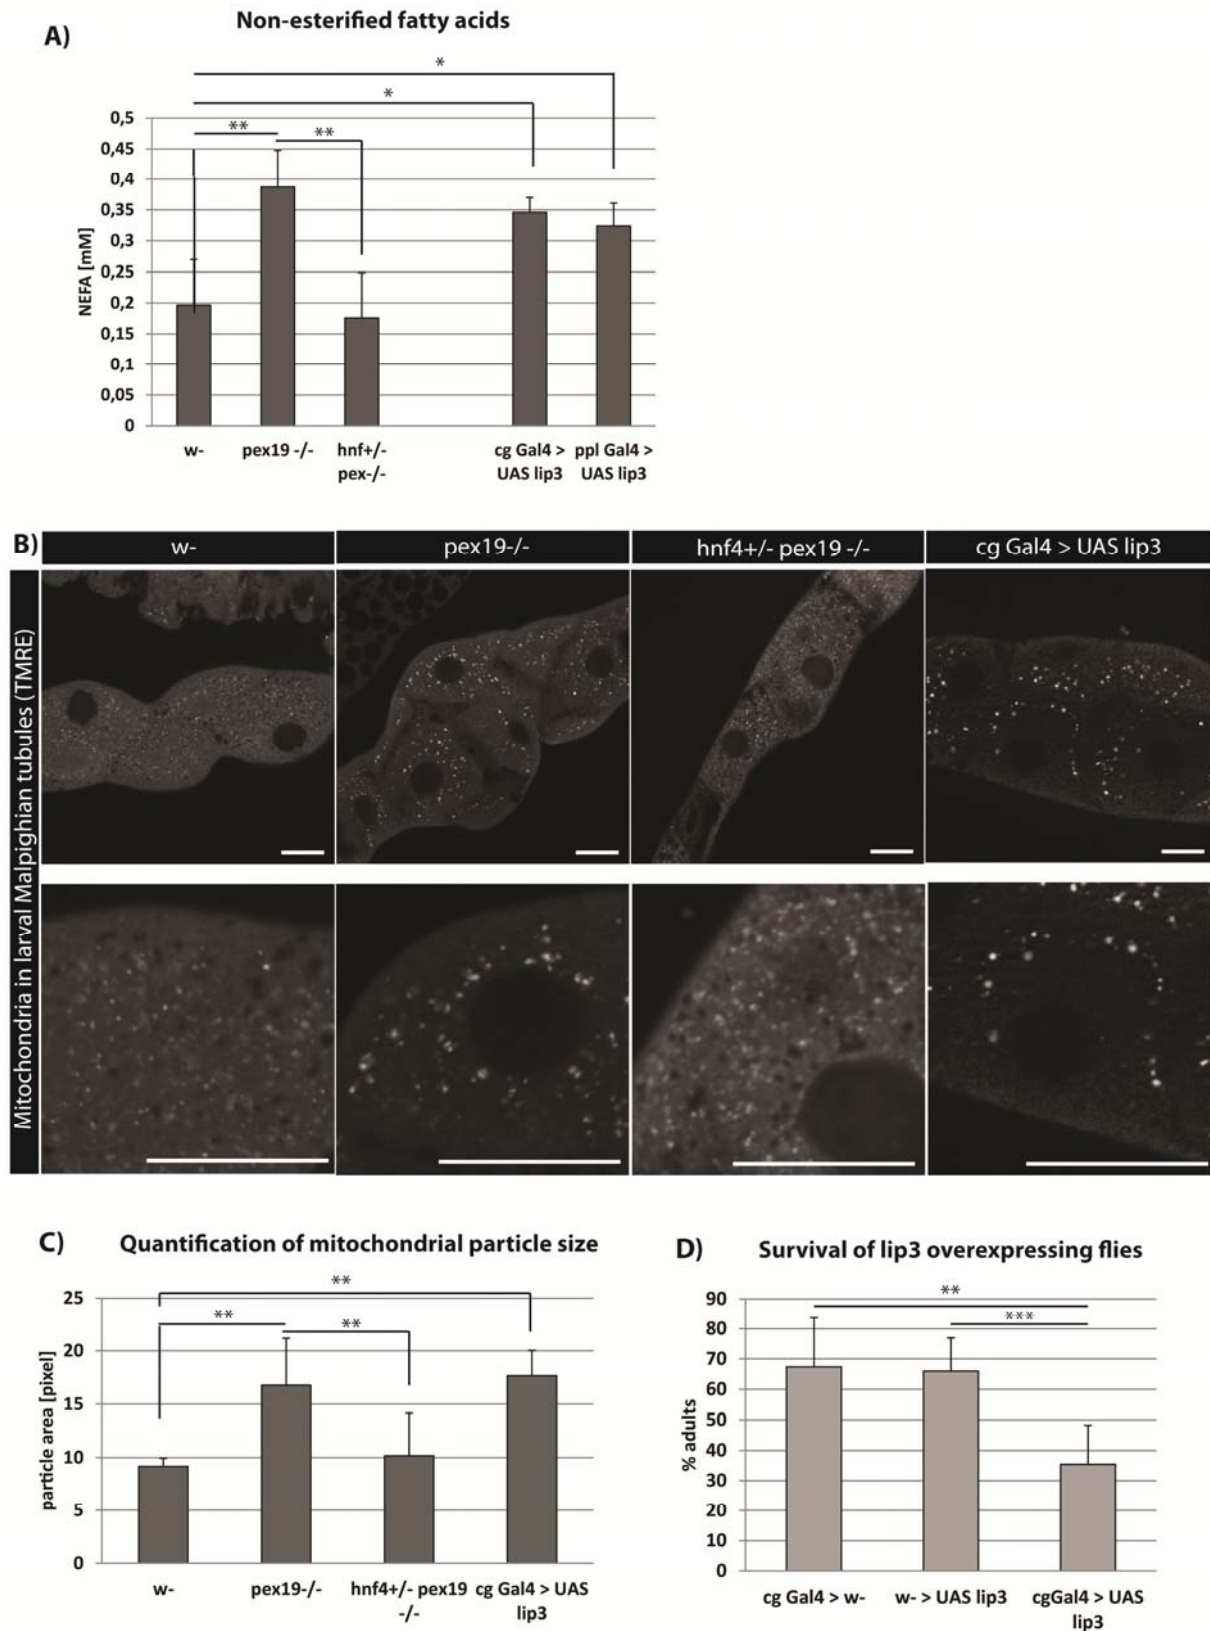 A)
Non-esterified fatty acids
*
*
**
**
0,5
0,45
0,4
0,35
0,3
0,25
0,2
0,15
0,1
0,05
0
NEFA [mM]
w-
pex19 -/-
hnf+/-
pex-/-
cg Gal4 >
UAS lip3
ppl Gal4 >
UAS lip3
B)
w-
pex19-/-
hnf4+/- pex19 -/-
cg Gal4 > UAS lip3
Mitochondria in larval Malpighian tubules (TMRE)
C)
Quantification of mitochondrial particle size
**
**
**
25
20
15
10
5
0
particle area [pixel]
w-
pex19-/-
hnf4+/- pex19
-/-
cg Gal4 > UAS
lip3
D)
Survival of lip3 overexpressing flies
**
***
90
80
70
60
50
40
30
20
10
0
% adults
cg Gal4 > w-
w- > UAS lip3
cgGal4 > UAS
lip3